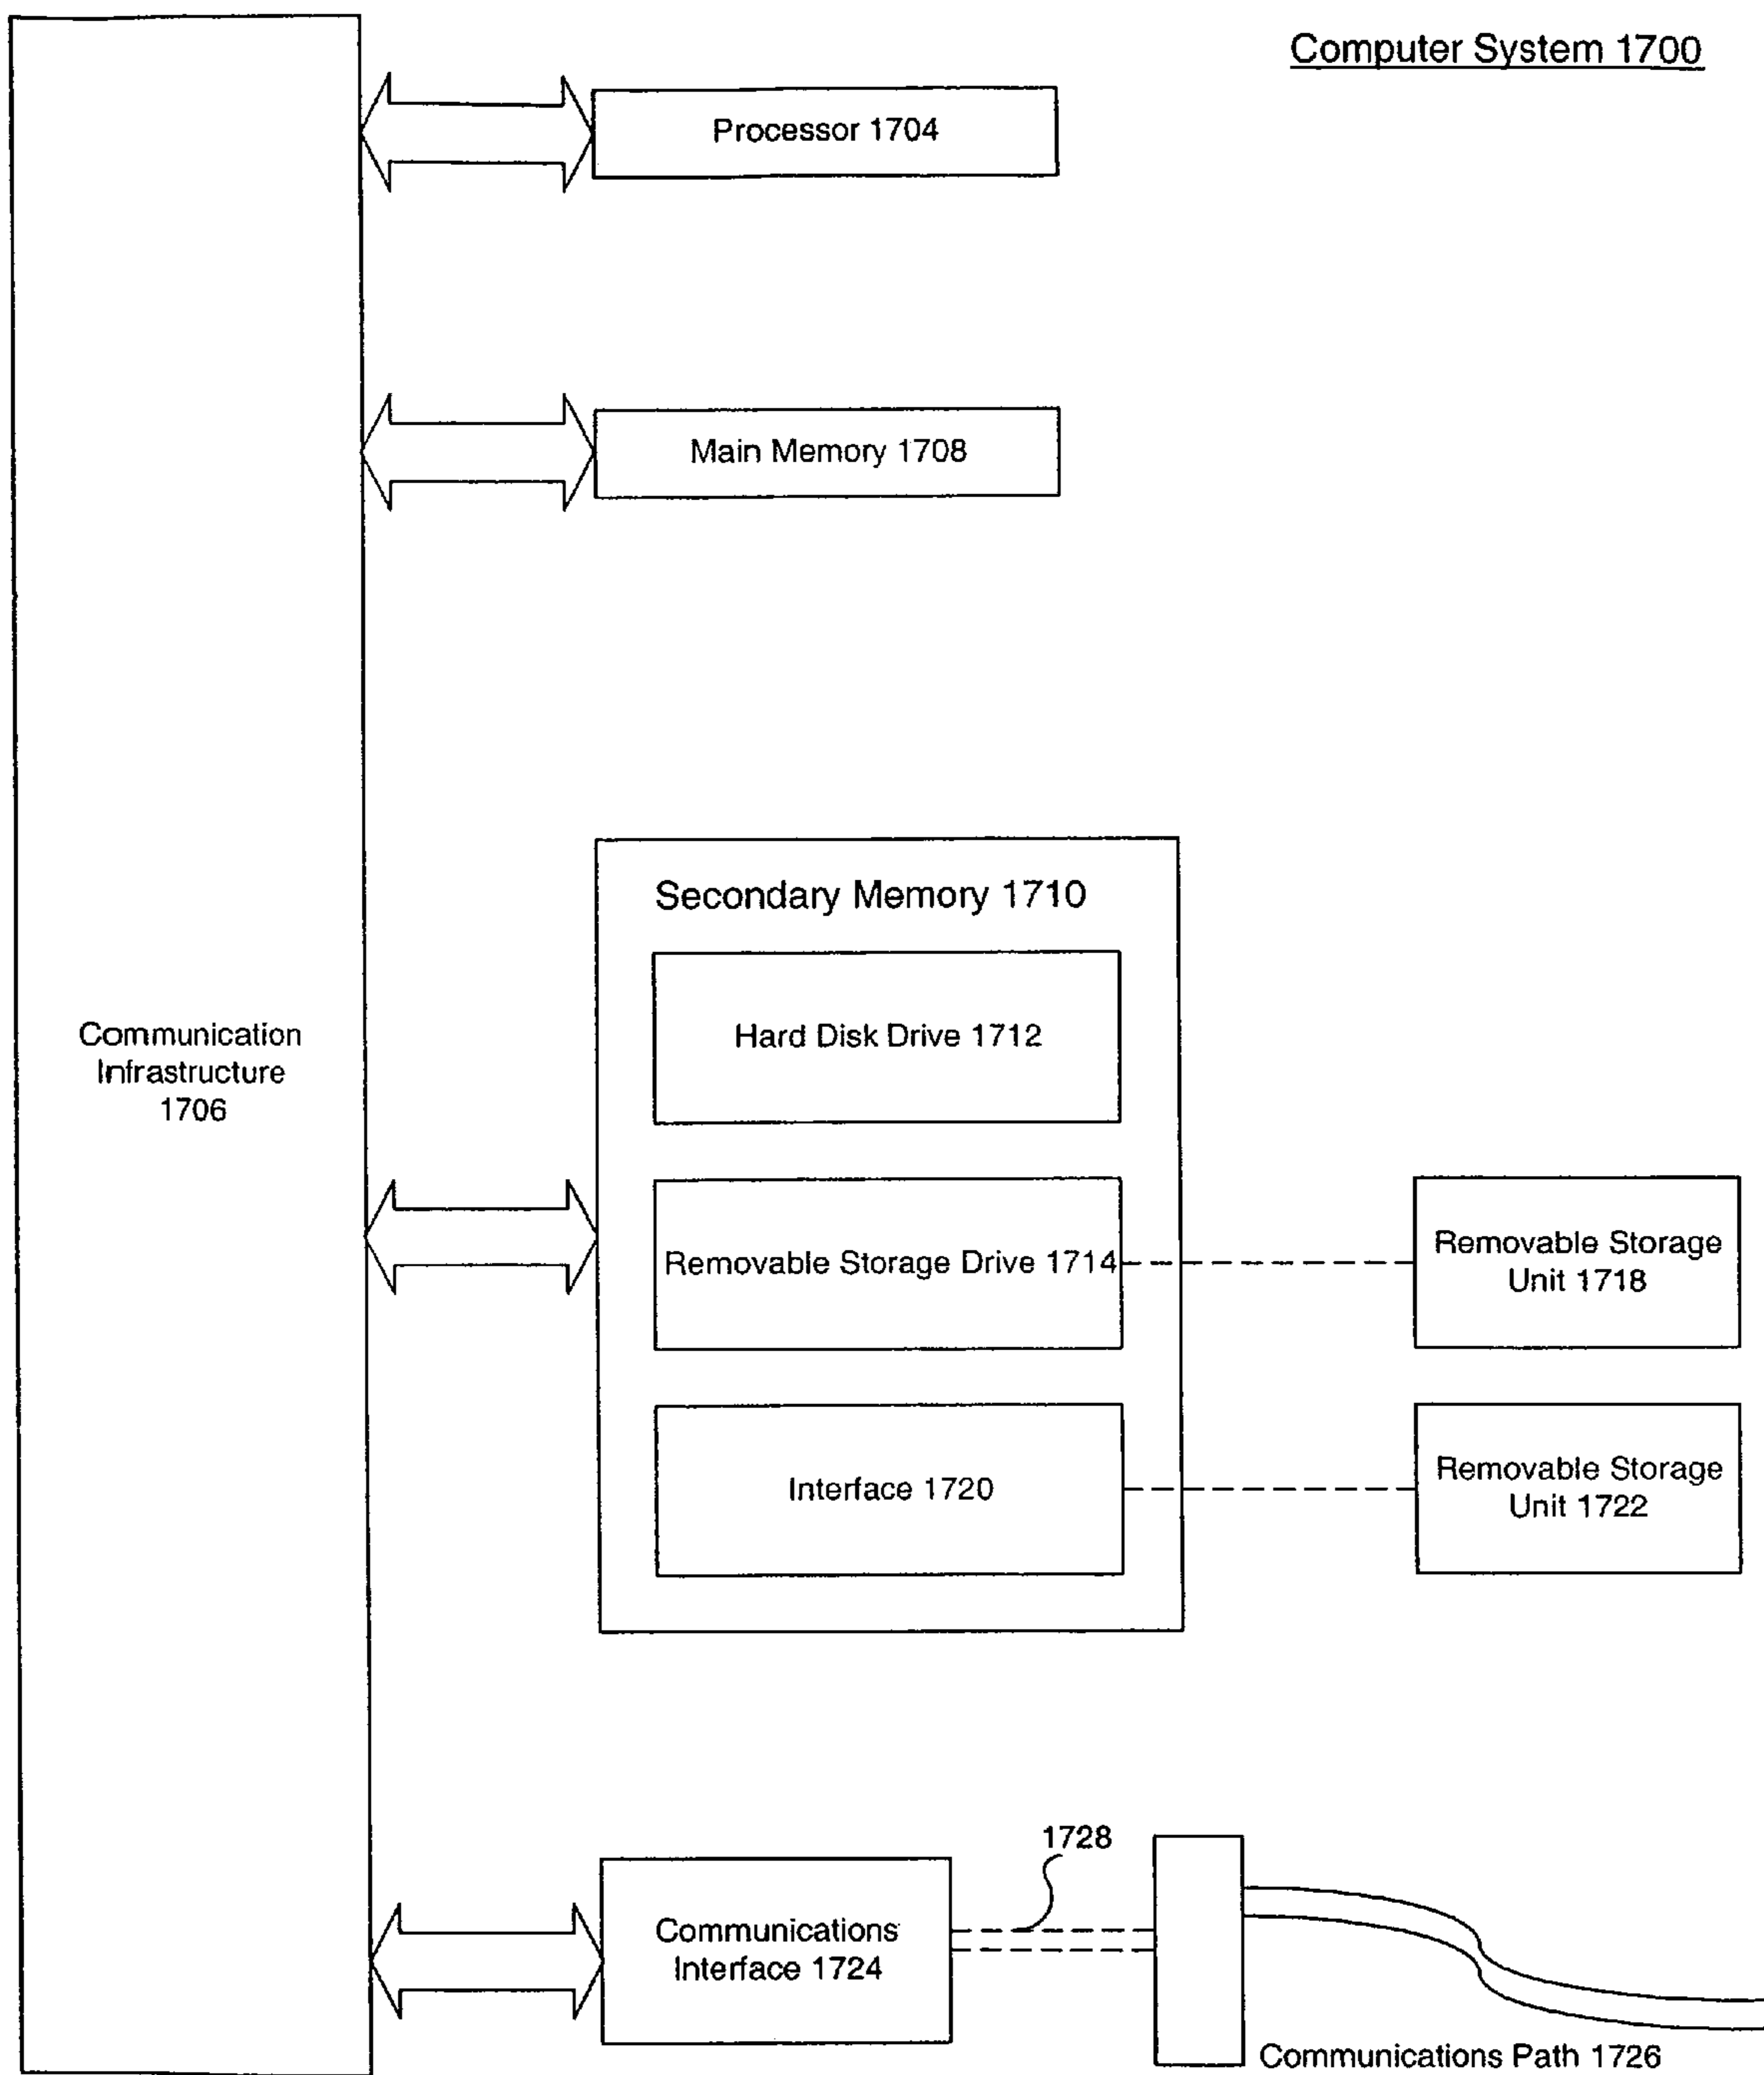 Computer System 1700
Processor 1704
Main Memory 1708
Communication
Infrastructure
1706
Secondary Memory 1710
Hard Disk Drive 1712
Removable Storage Drive 1714
Removable Storage
Unit 1718
Interface 1720
Removable Storage
Unit 1722
1728
Communications
Interface 1724
Communications Path 1726